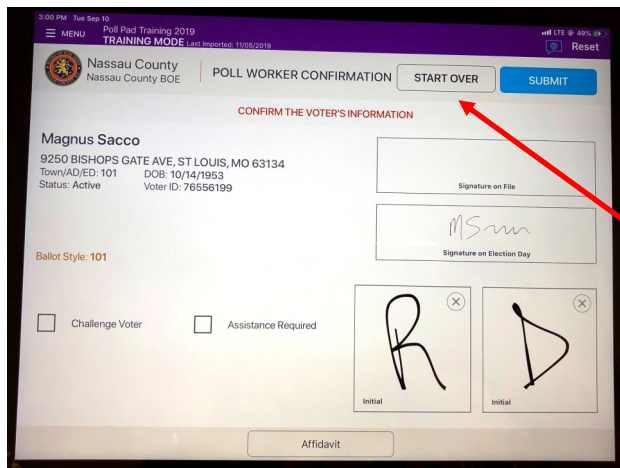 3:00 PM Tue Sep 10
LTE 49%
MENU Poll Pad Training 2019
TRAINING MODE Last Imported: 11/05/2019
Reset
Nassau County
Nassau County BOE
POLL WORKER CONFIRMATION
START OVER
SUBMIT
CONFIRM THE VOTER'S INFORMATION
Magnus Sacco
9250 BISHOPS GATE AVE, ST LOUIS, MO 63134
Town/AD/ED: 101 DOB: 10/14/1953
Status: Active Voter ID: 76556199
Signature on File
Signature on Election Day
Ballot Style: 101
Challenge Voter
Assistance Required
R
Initial
D
Initial
Affidavit